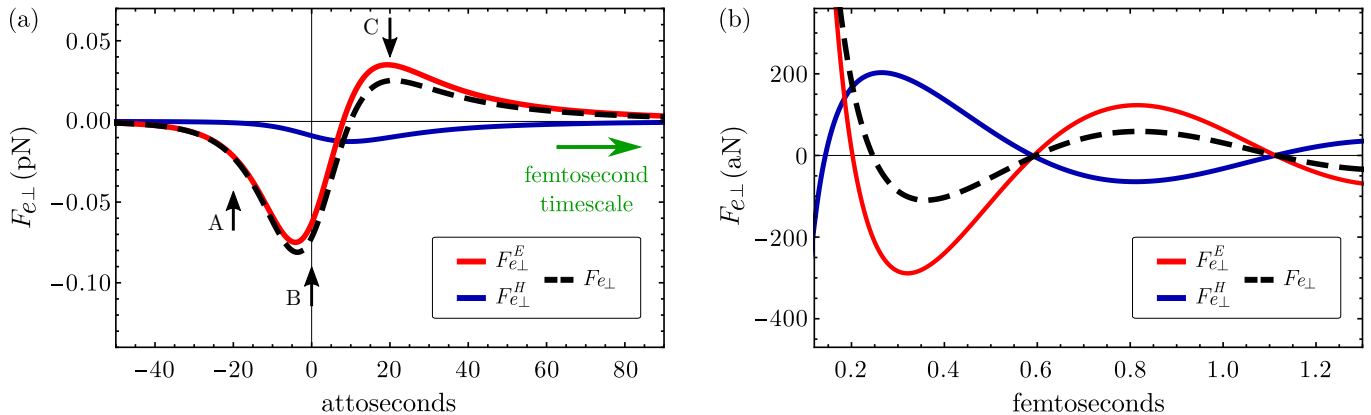 (a)
0.05
0.00
−0.05
−0.10
F_{e⊥} (pN)
A
B
C
femtosecond
timescale
F^E_{e⊥}
F^H_{e⊥}
F_{e⊥}
−40 −20 0 20 40 60 80
attoseconds
(b)
200
0
-200
-400
F_{e⊥} (aN)
F^E_{e⊥}
F^H_{e⊥}
F_{e⊥}
0.2 0.4 0.6 0.8 1.0 1.2
femtoseconds